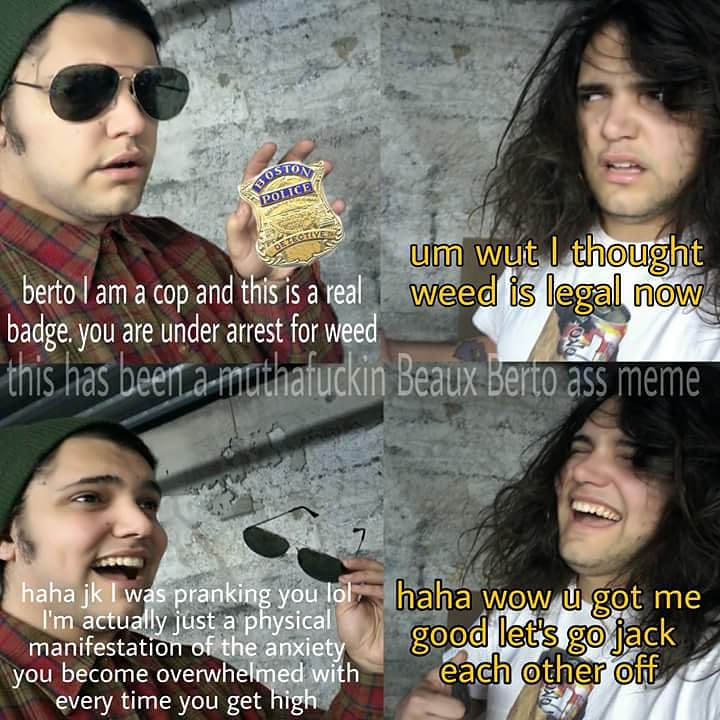 BOSTON
POLICE
DETECTIVE
berto I am a cop and this is a real
badge. you are under arrest for weed
um wut I thought
weed is legal now
this has been a muthafuckin Beaux Berto ass meme
haha jk I was pranking you lol
I'm actually just a physical
manifestation of the anxiety
you become overwhelmed with
every time you get high
haha wow u got me
good let's go jack
each other off